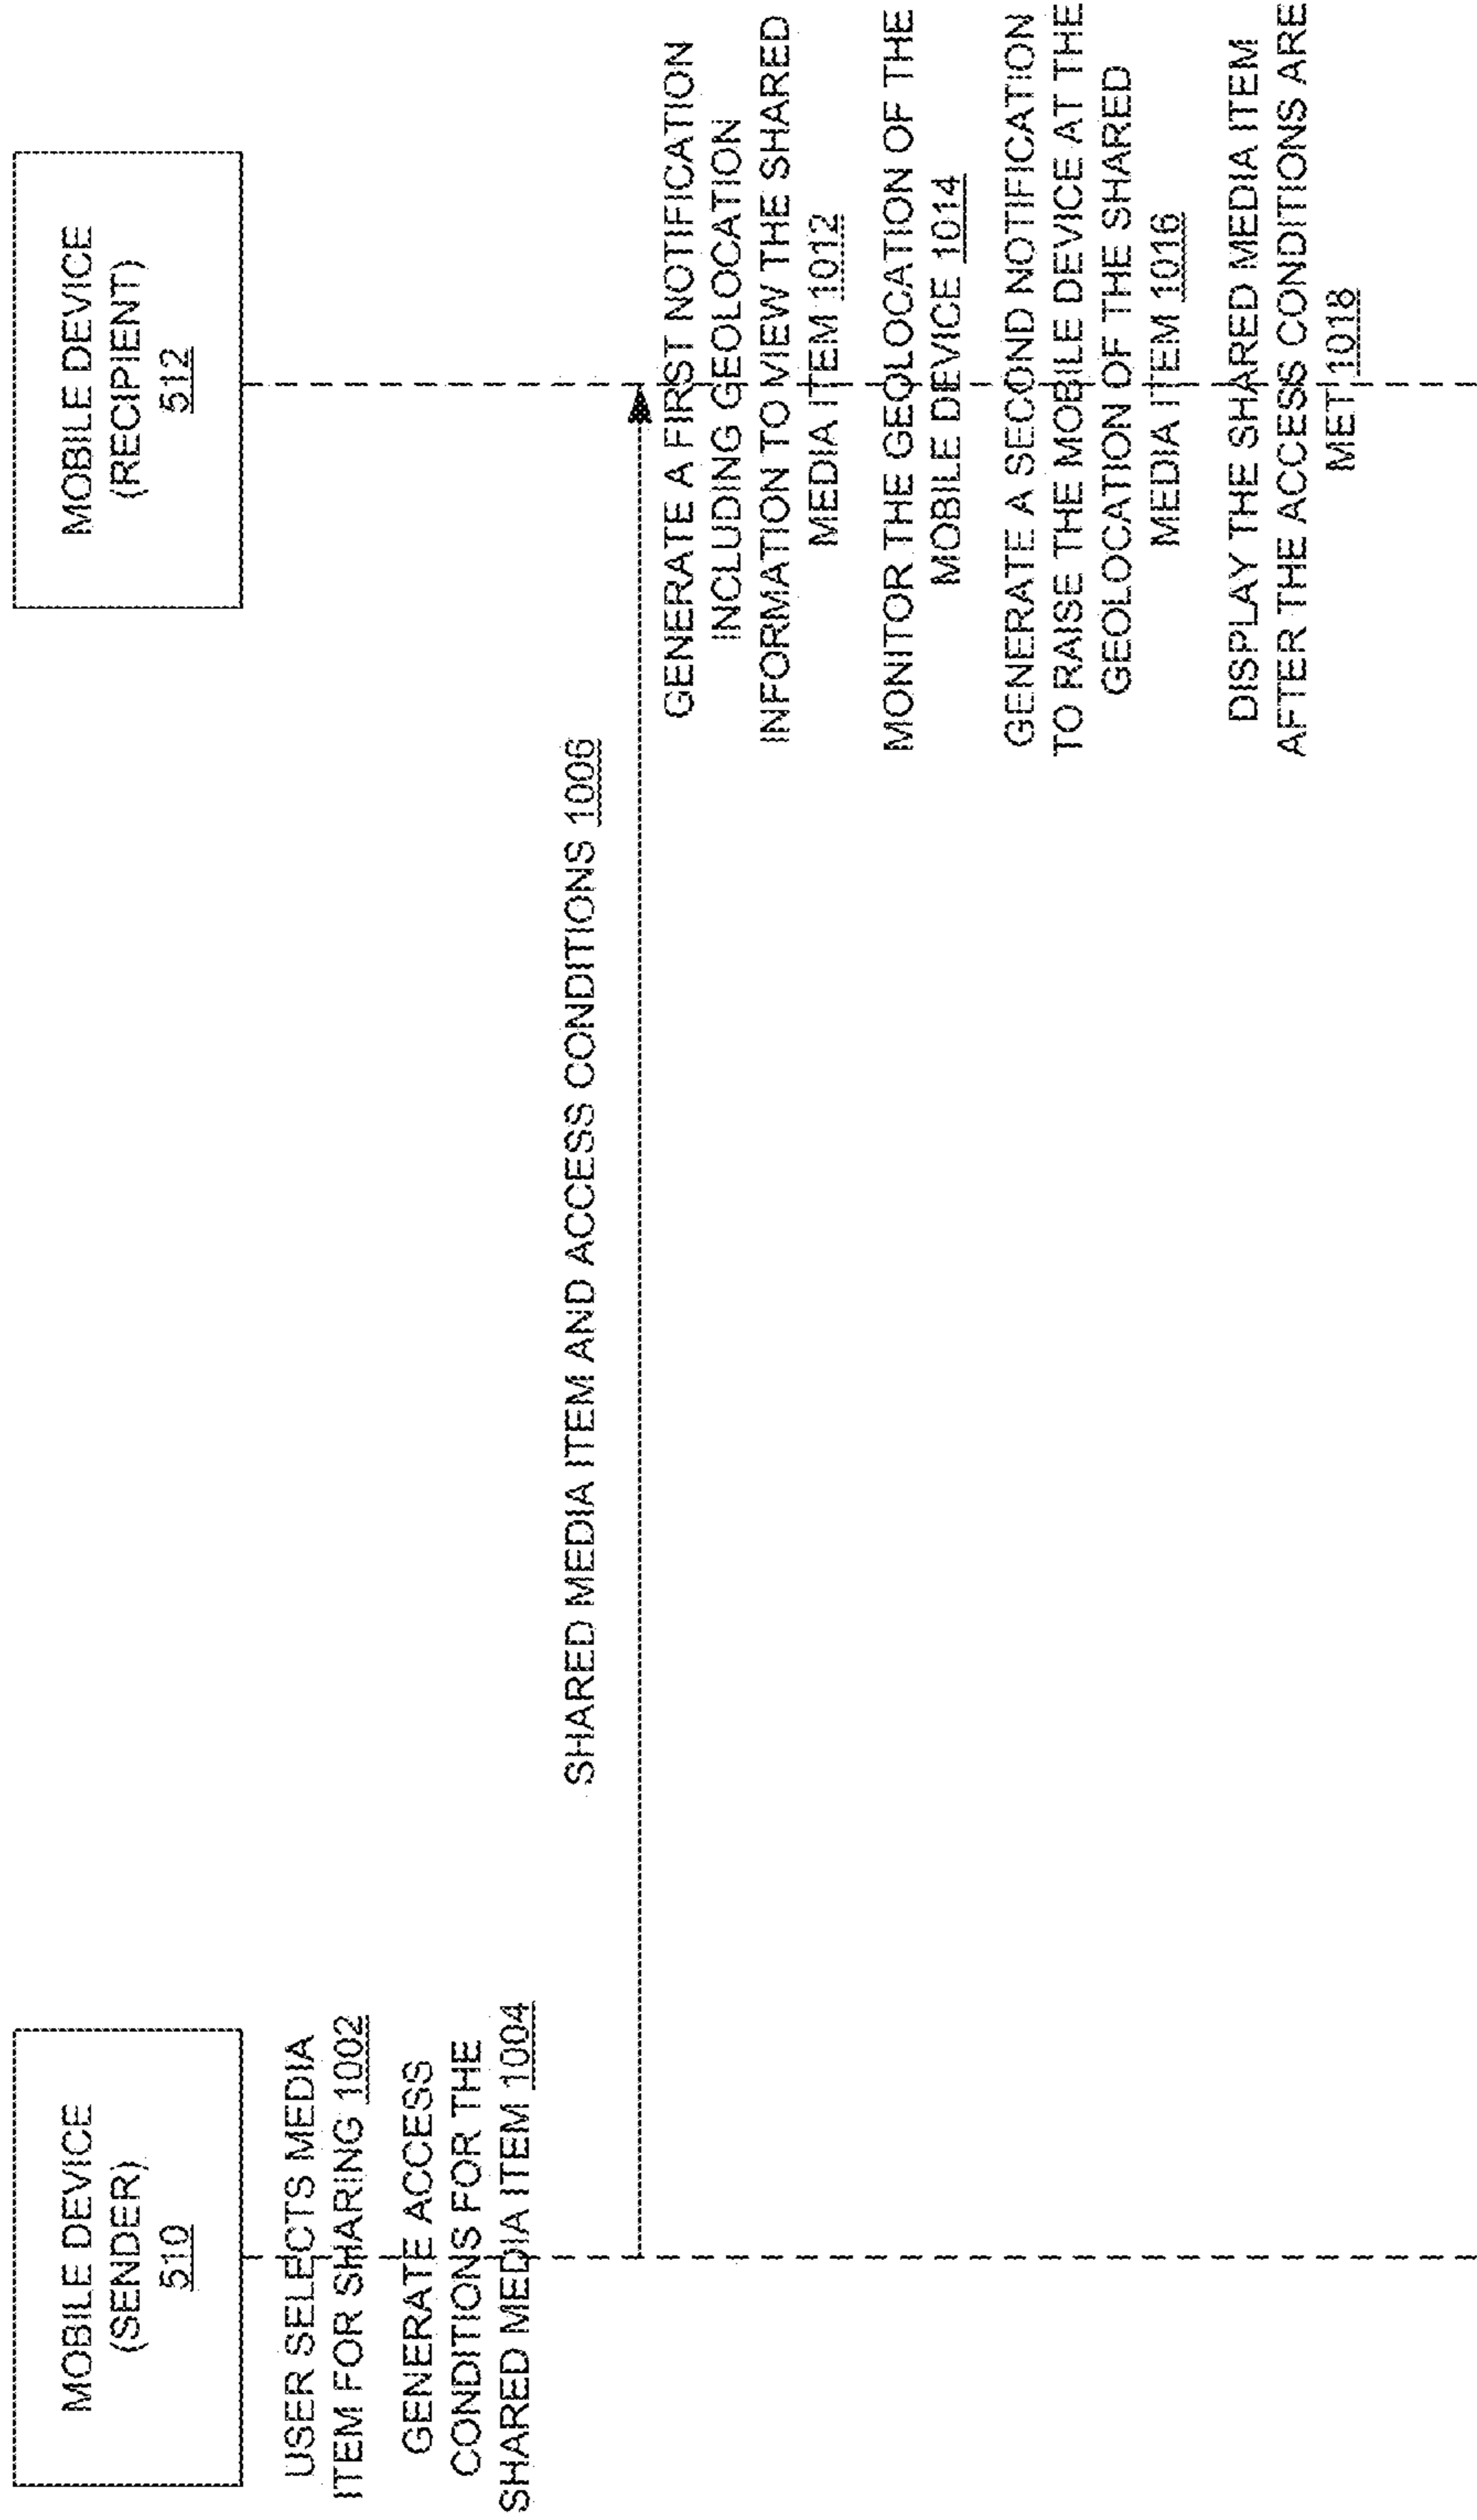 MOBILE DEVICE
(SENDER)
510
MOBILE DEVICE
(RECIPIENT)
512
USER SELECTS MEDIA
ITEM FOR SHARING 1002
GENERATE ACCESS
CONDITIONS FOR THE
SHARED MEDIA ITEM 1004
SHARED MEDIA ITEM AND ACCESS CONDITIONS 1006
GENERATE A FIRST NOTIFICATION
INCLUDING GEOLOCATION
INFORMATION TO VIEW THE SHARED
MEDIA ITEM 1012
MONITOR THE GEOLOCATION OF THE
MOBILE DEVICE 1014
GENERATE A SECOND NOTIFICATION
TO RAISE THE MOBILE DEVICE AT THE
GEOLOCATION OF THE SHARED
MEDIA ITEM 1016
DISPLAY THE SHARED MEDIA ITEM
AFTER THE ACCESS CONDITIONS ARE
MET 1018